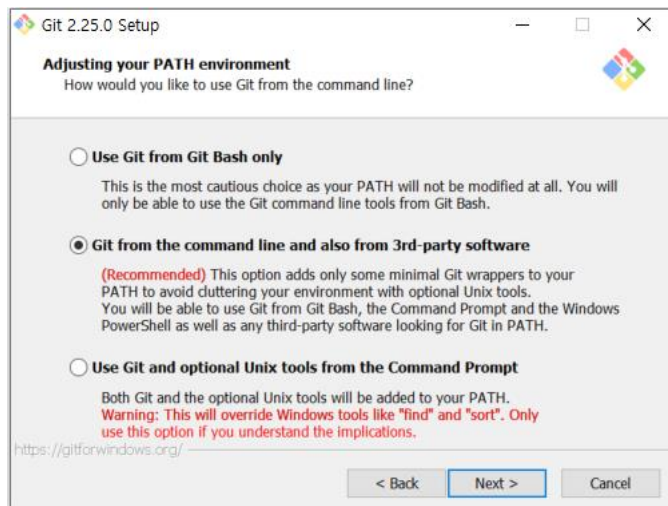 Git 2.25.0 Setup
Adjusting your PATH environment
How would you like to use Git from the command line?
Use Git from Git Bash only
This is the most cautious choice as your PATH will not be modified at all. You will
only be able to use the Git command line tools from Git Bash.
Git from the command line and also from 3rd-party software
(Recommended) This option adds only some minimal Git wrappers to your
PATH to avoid cluttering your environment with optional Unix tools.
You will be able to use Git from Git Bash, the Command Prompt and the Windows
PowerShell as well as any third-party software looking for Git in PATH.
Use Git and optional Unix tools from the Command Prompt
Both Git and the optional Unix tools will be added to your PATH.
Warning: This will override Windows tools like "find" and "sort". Only
use this option if you understand the implications.
https://gitforwindows.org/
< Back Next > Cancel